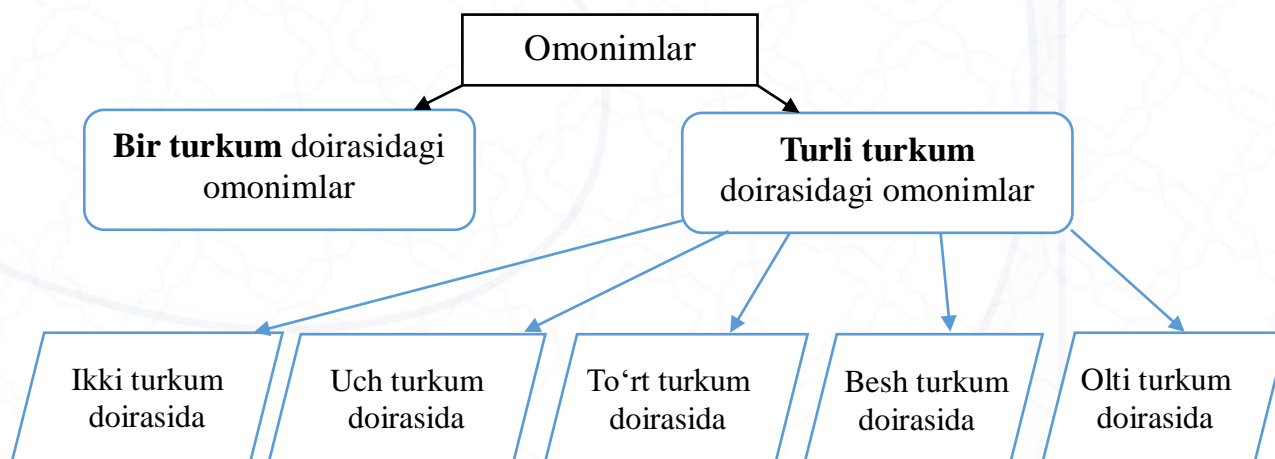 Omonimlar
Bir turkum doirasidagi
omonimlar
Turli turkum
doirasidagi omonimlar
Ikki turkum
doirasida
Uch turkum
doirasida
To‘rt turkum
doirasida
Besh turkum
doirasida
Olti turkum
doirasida